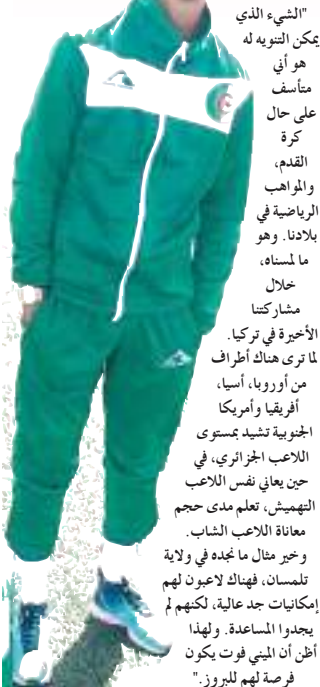 "الشيء الذي
يمكن التنويه له
هو أني
متأسف
على حال
كرة
القدم،
والمواهب
الرياضية في
بلادنا. وهو
ما لمسناه،
خلال
مشاركتنا
الأخيرة في تركيا.
لما ترى هناك أطراف
من أوروبا، أسيا،
أفريقيا وأمريكا
الجنوبية تشيد بمستوى
اللاعب الجزائري، في
حين يعاني نفس اللاعب
التهميش، تعلم مدى حجم
معاناة اللاعب الشاب.
وخير مثال ما نجده في ولاية
تلمسان، فهناك لاعبون لهم
إمكانيات جد عالية، لكنهم لم
يجدوا المساعدة. ولهذا
أظن أن الميني فوت يكون
فرصة لهم للبروز."